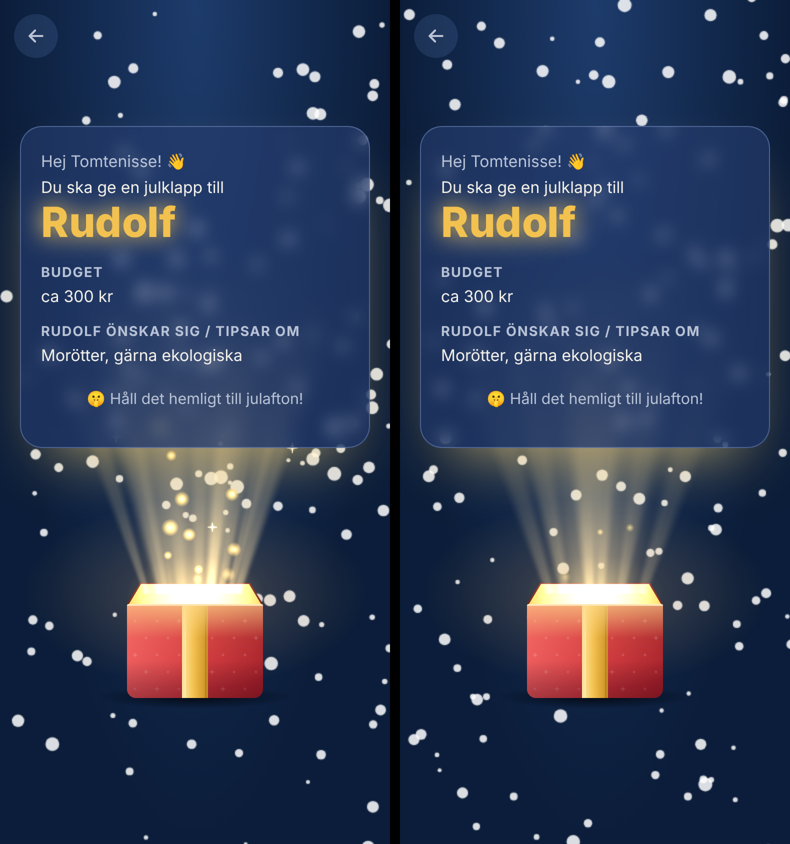 Hej Tomtenisse! 👋
Du ska ge en julklapp till
Rudolf
BUDGET
ca 300 kr
RUDOLF ÖNSKAR SIG / TIPSAR OM
Morötter, gärna ekologiska
🤫 Håll det hemligt till julafton!
Hej Tomtenisse! 👋
Du ska ge en julklapp till
Rudolf
BUDGET
ca 300 kr
RUDOLF ÖNSKAR SIG / TIPSAR OM
Morötter, gärna ekologiska
🤫 Håll det hemligt till julafton!